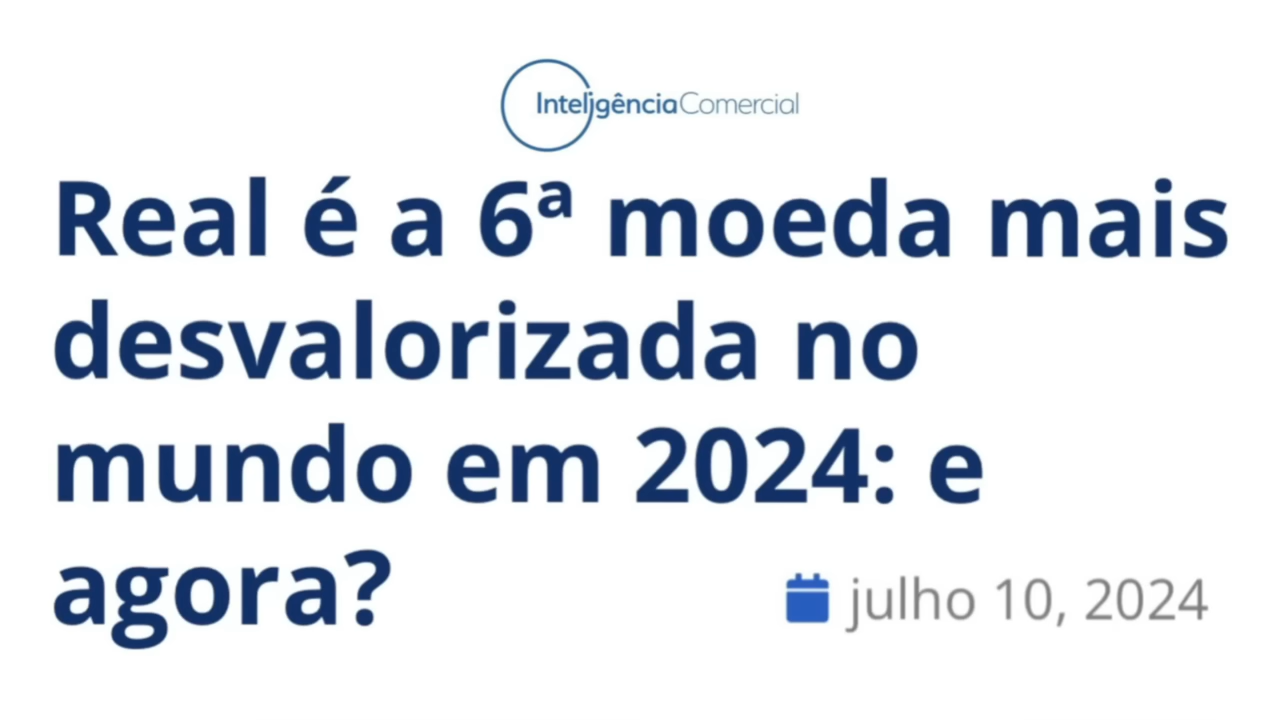 InteligênciaComercial
Real é a 6ª moeda mais
desvalorizada no
mundo em 2024: e
agora?
julho 10, 2024